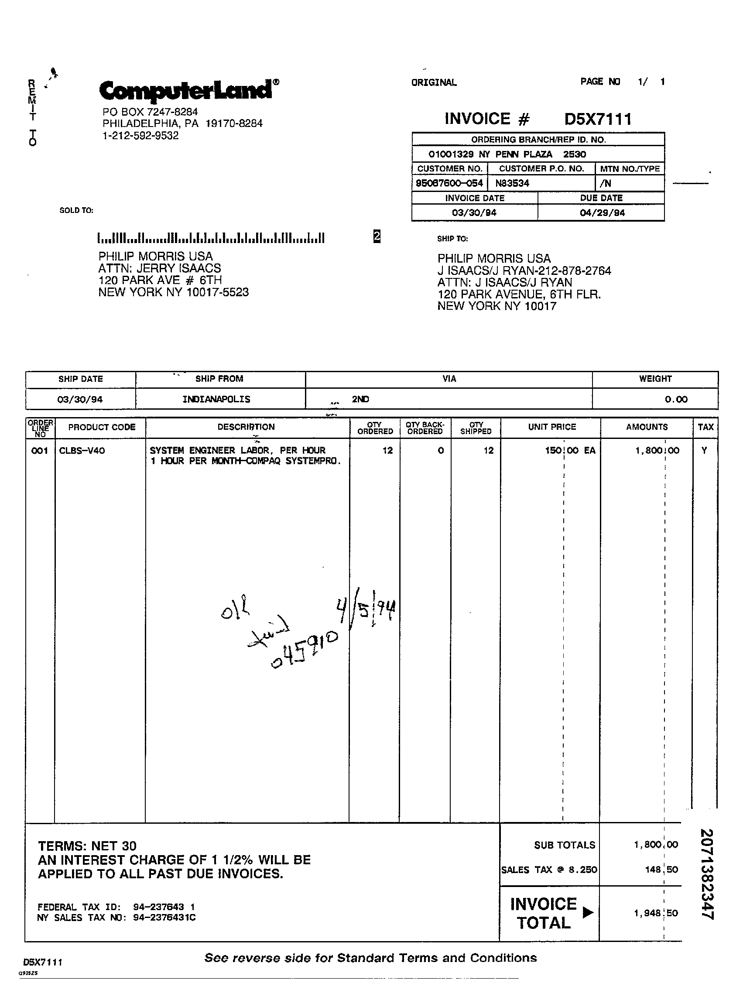 REMIT TO
ComputerLand®
PO BOX 7247-8284
PHILADELPHIA, PA 19170-8284
1-212-592-9532
ORIGINAL PAGE NO 1/ 1
INVOICE # D5X7111
ORDERING BRANCH/REP ID. NO.
01001329 NY PENN PLAZA 2530
CUSTOMER NO. CUSTOMER P.O. NO. MTN NO./TYPE
95067600-054 N83534 /N
INVOICE DATE DUE DATE
03/30/94 04/29/94
SOLD TO:
PHILIP MORRIS USA
ATTN: JERRY ISAACS
120 PARK AVE # 6TH
NEW YORK NY 10017-5523
2
SHIP TO:
PHILIP MORRIS USA
J ISAACS/J RYAN-212-878-2764
ATTN: J ISAACS/J RYAN
120 PARK AVENUE, 6TH FLR.
NEW YORK NY 10017
SHIP DATE SHIP FROM VIA WEIGHT
03/30/94 INDIANAPOLIS 2ND 0.00
ORDER LINE NO PRODUCT CODE DESCRIPTION QTY ORDERED QTY BACK-ORDERED QTY SHIPPED UNIT PRICE AMOUNTS TAX
001 CLBS-V40 SYSTEM ENGINEER LABOR, PER HOUR 12 0 12 150.00 EA 1,800.00 Y
1 HOUR PER MONTH-COMPAQ SYSTEMPRO.
4/5/94
045910
TERMS: NET 30
AN INTEREST CHARGE OF 1 1/2% WILL BE
APPLIED TO ALL PAST DUE INVOICES.
FEDERAL TAX ID: 94-237643 1
NY SALES TAX NO: 94-2376431C
SUB TOTALS 1,800.00
SALES TAX @ 8.250 148.50
INVOICE TOTAL 1,948.50
2071382347
D5X7111
See reverse side for Standard Terms and Conditions